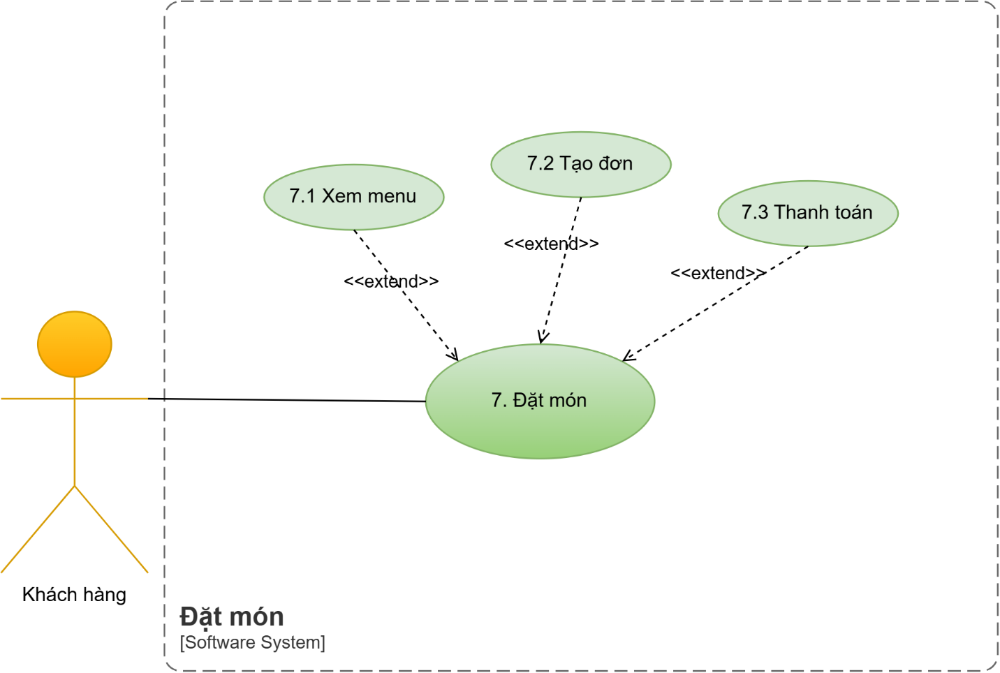 7.2 Tạo đơn
7.1 Xem menu
7.3 Thanh toán
<<extend>>
<<extend>>
<<extend>>
7. Đặt món
Khách hàng
Đặt món
[Software System]